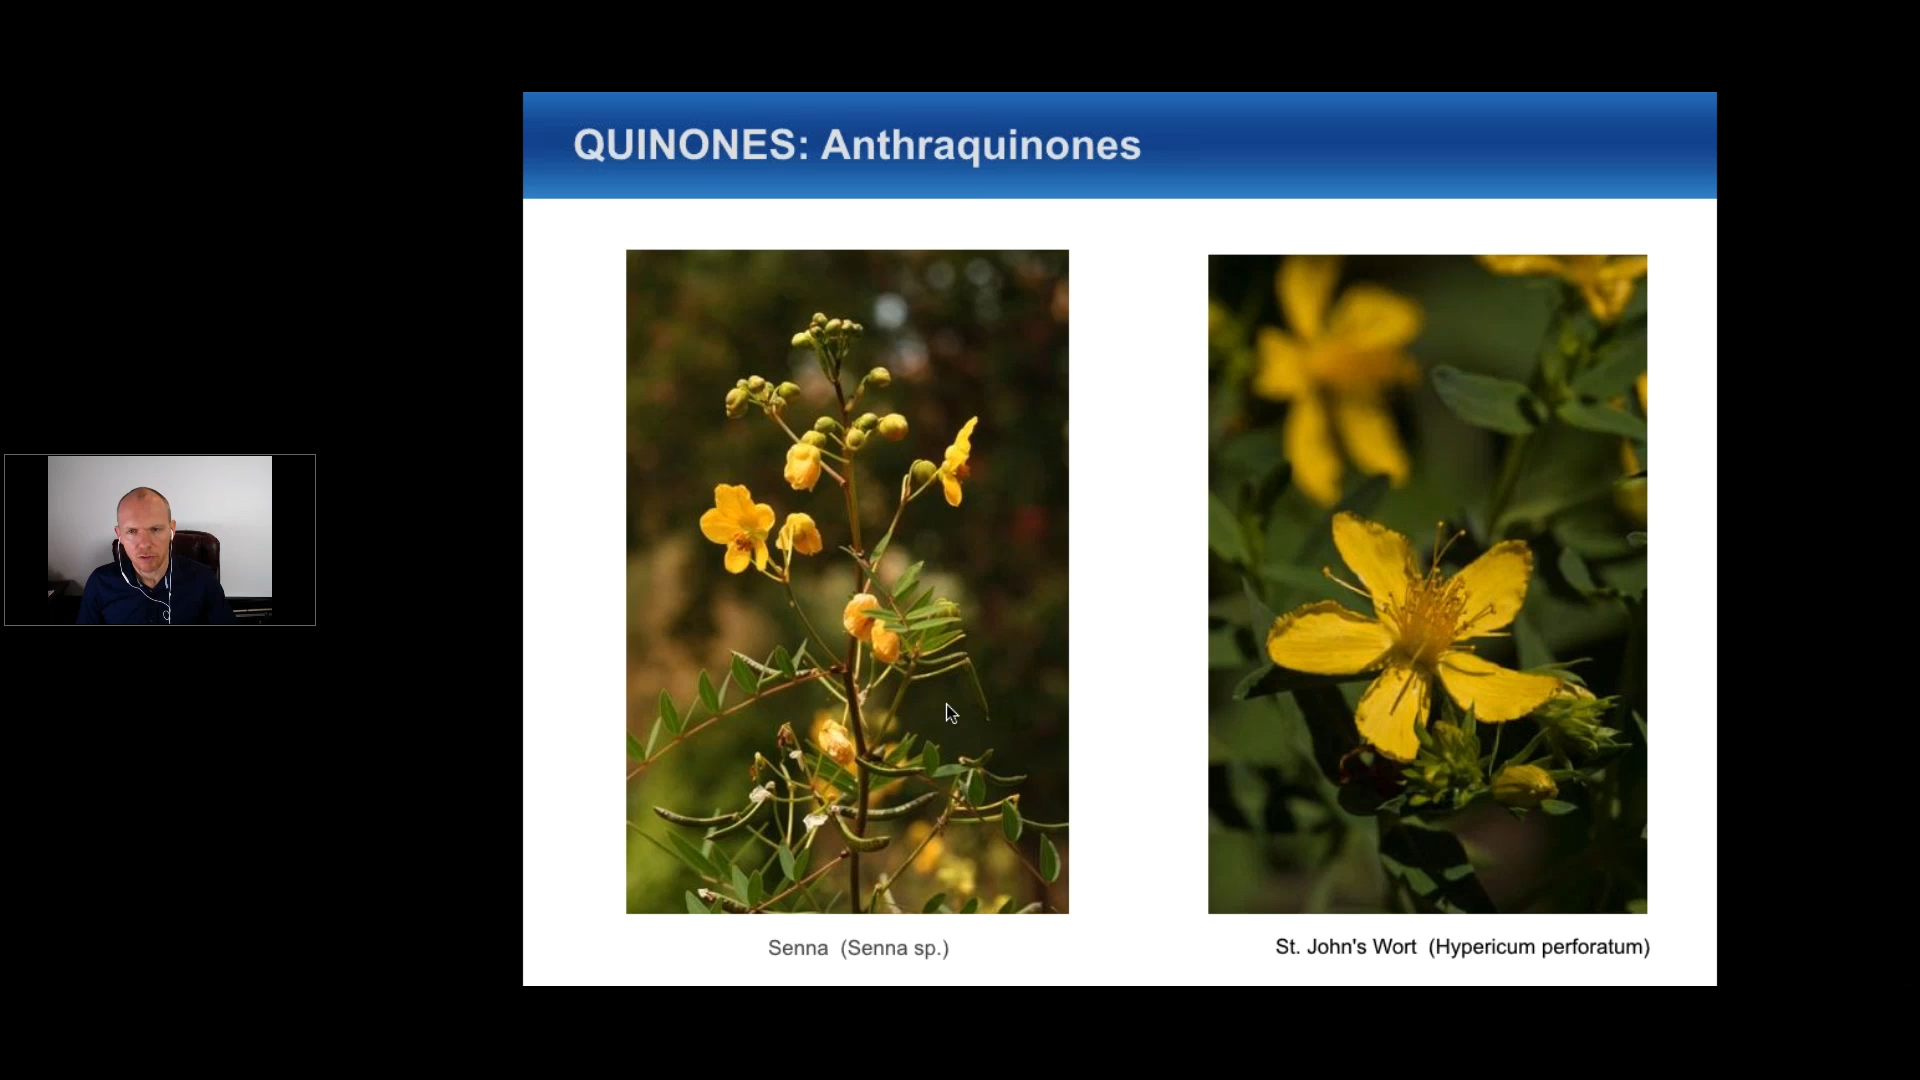 QUINONES: Anthraquinones
Senna (Senna sp.)
St. John's Wort (Hypericum perforatum)